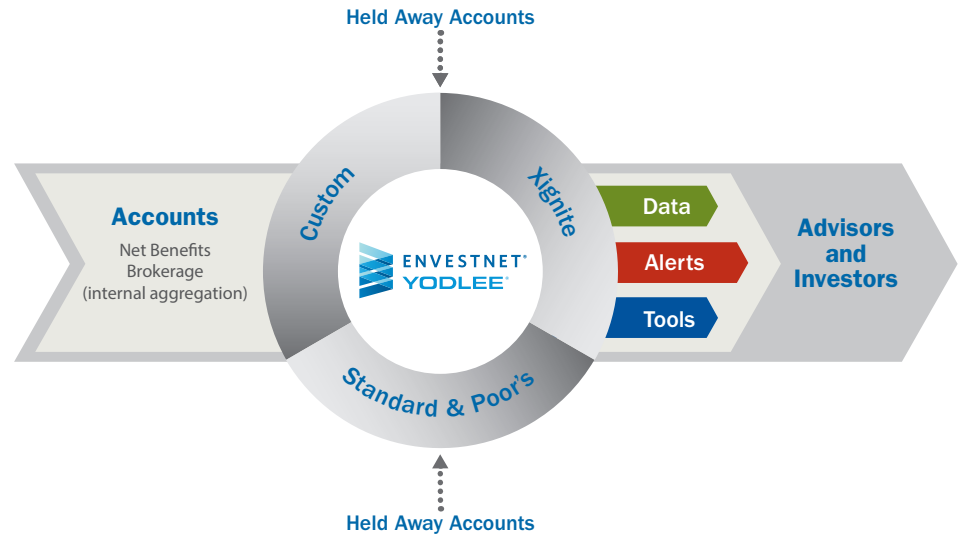 Held Away Accounts
Accounts
Net Benefits
Brokerage
(internal aggregation)
Custom
Xignite
Standard & Poor's
ENVESTNET®
YODLEE®
Data
Alerts
Tools
Advisors
and
Investors
Held Away Accounts